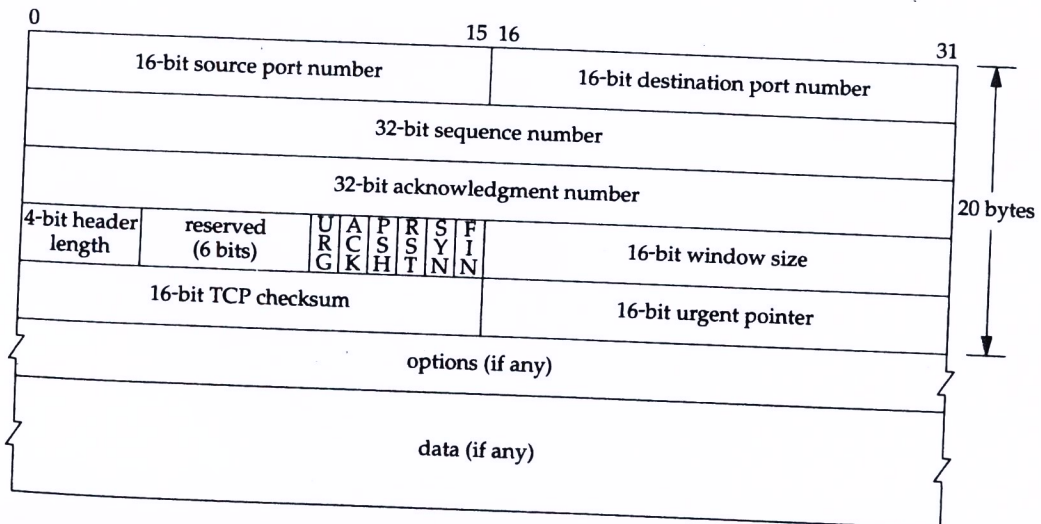 0 15 16 31
16-bit source port number 16-bit destination port number
32-bit sequence number
32-bit acknowledgment number
20 bytes
4-bit header
length
reserved
(6 bits)
URG
ACK
PSH
RST
SYN
FIN
16-bit window size
16-bit TCP checksum 16-bit urgent pointer
options (if any)
data (if any)